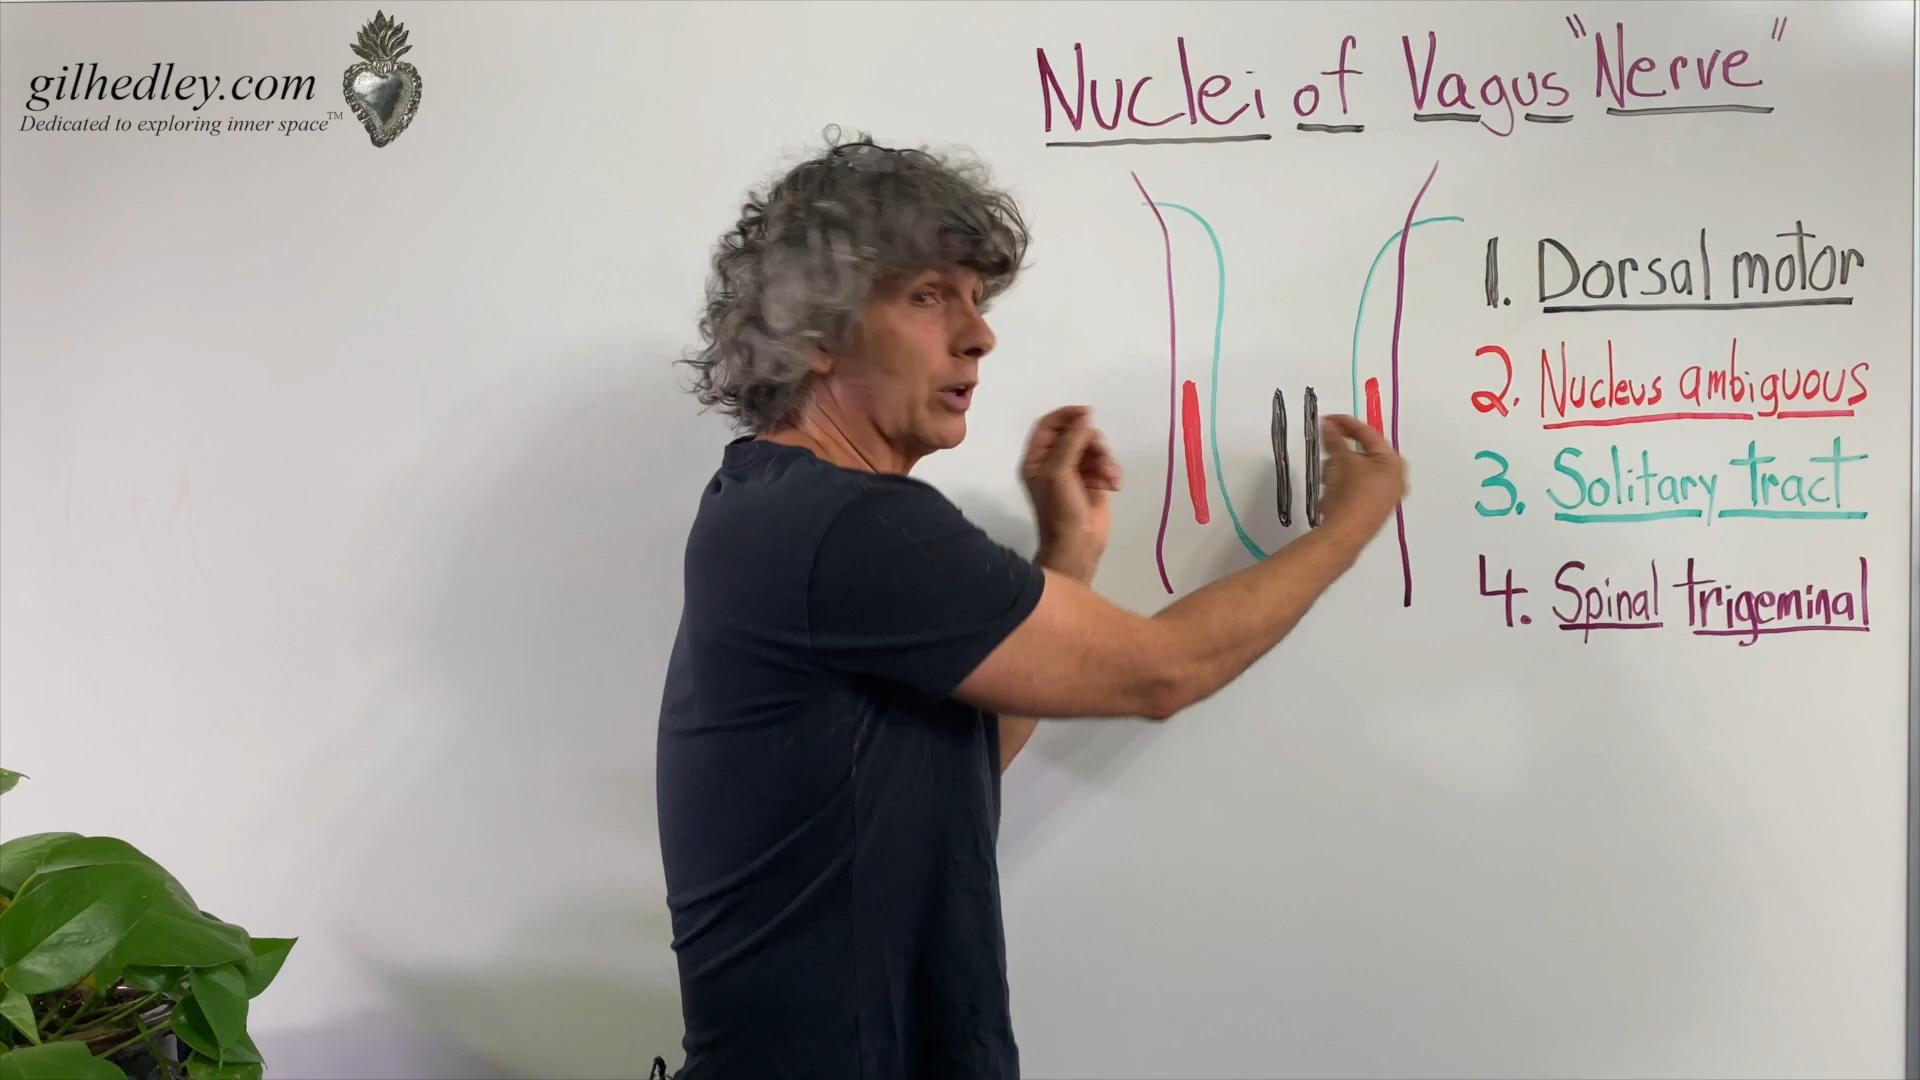 gilhedley.com
Dedicated to exploring inner space™
Nuclei of Vagus "Nerve"
1. Dorsal motor
2. Nucleus ambiguous
3. Solitary tract
4. Spinal trigeminal